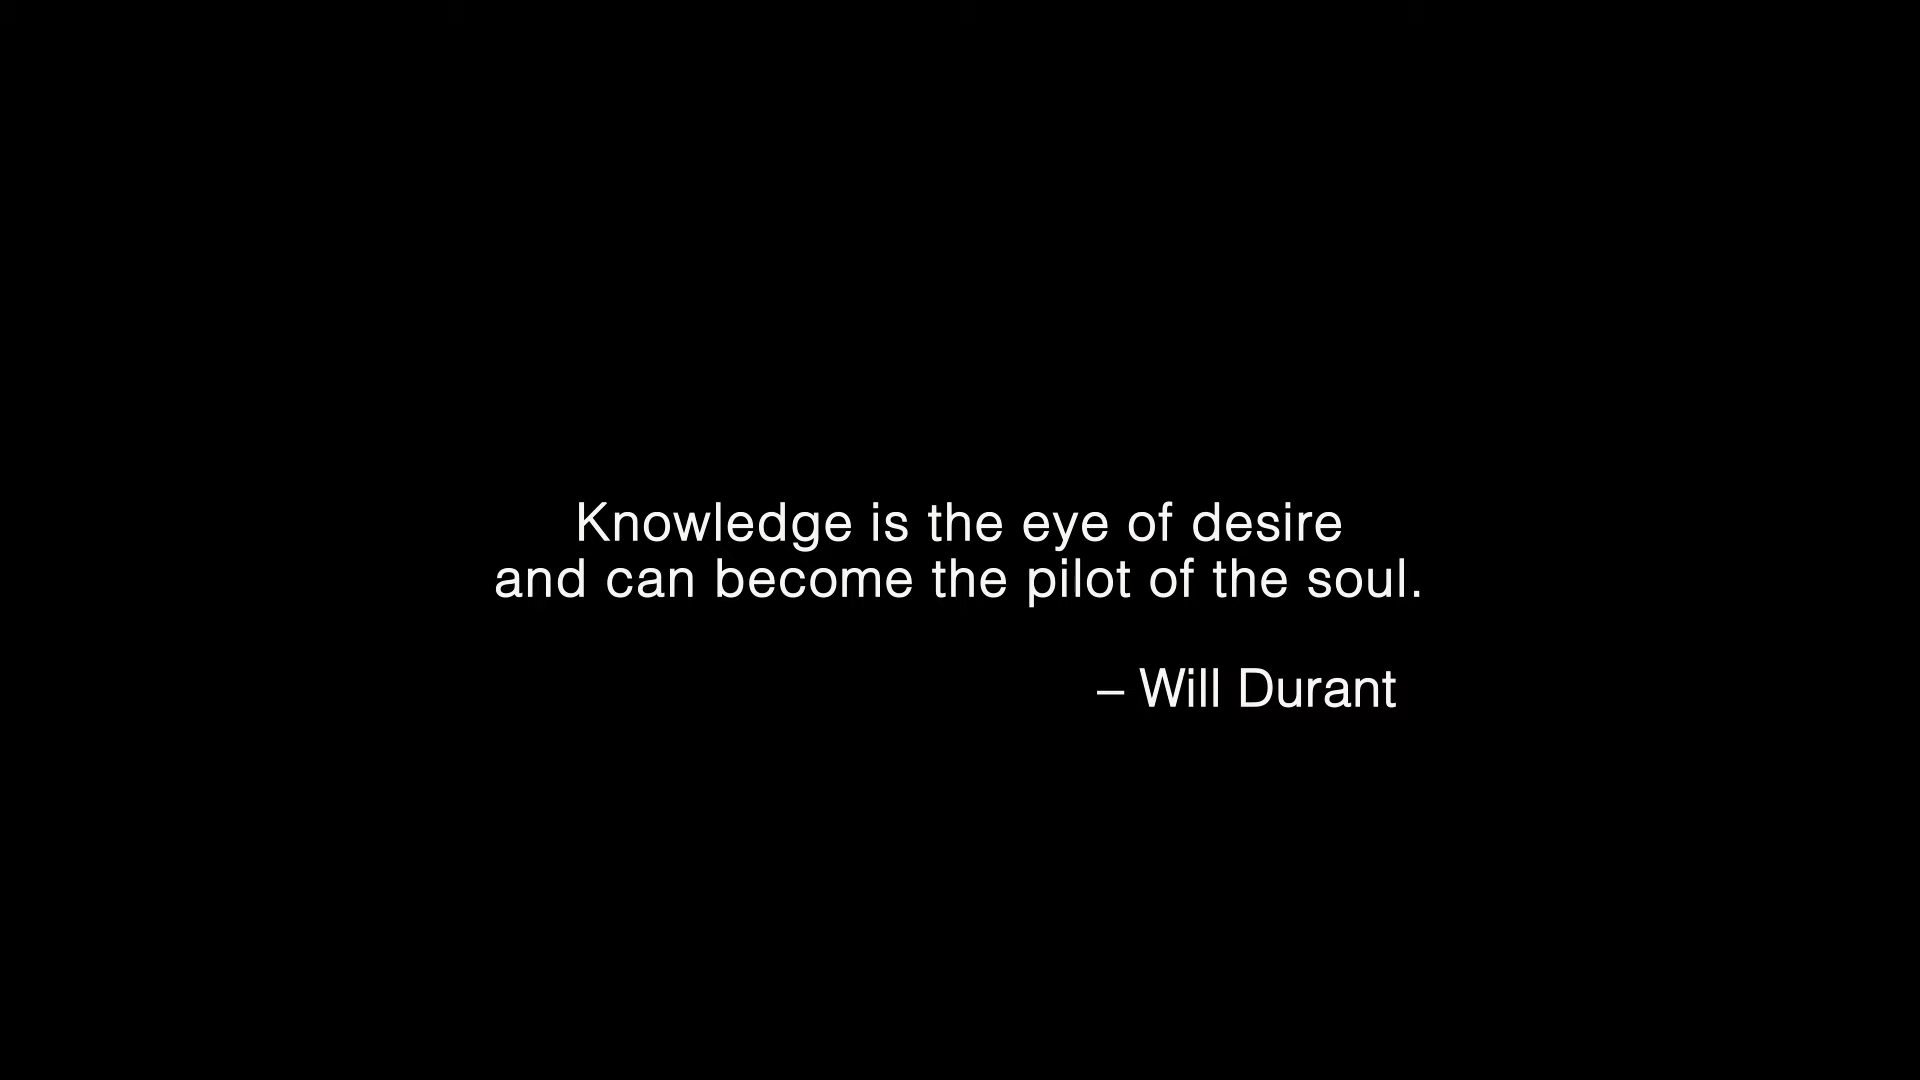 Knowledge is the eye of desire
and can become the pilot of the soul.
– Will Durant